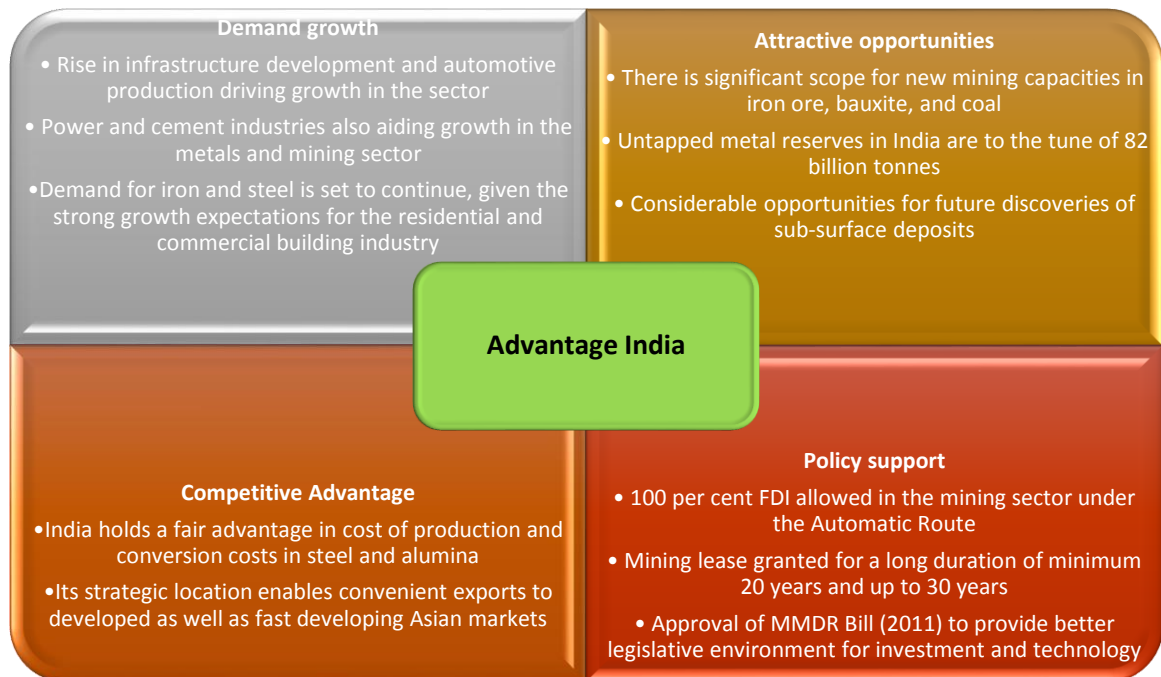 Demand growth
• Rise in infrastructure development and automotive
production driving growth in the sector
• Power and cement industries also aiding growth in the
metals and mining sector
•Demand for iron and steel is set to continue, given the
strong growth expectations for the residential and
commercial building industry
Attractive opportunities
• There is significant scope for new mining capacities in
iron ore, bauxite, and coal
• Untapped metal reserves in India are to the tune of 82
billion tonnes
• Considerable opportunities for future discoveries of
sub-surface deposits
Advantage India
Competitive Advantage
•India holds a fair advantage in cost of production and
conversion costs in steel and alumina
•Its strategic location enables convenient exports to
developed as well as fast developing Asian markets
Policy support
• 100 per cent FDI allowed in the mining sector under
the Automatic Route
• Mining lease granted for a long duration of minimum
20 years and up to 30 years
• Approval of MMDR Bill (2011) to provide better
legislative environment for investment and technology